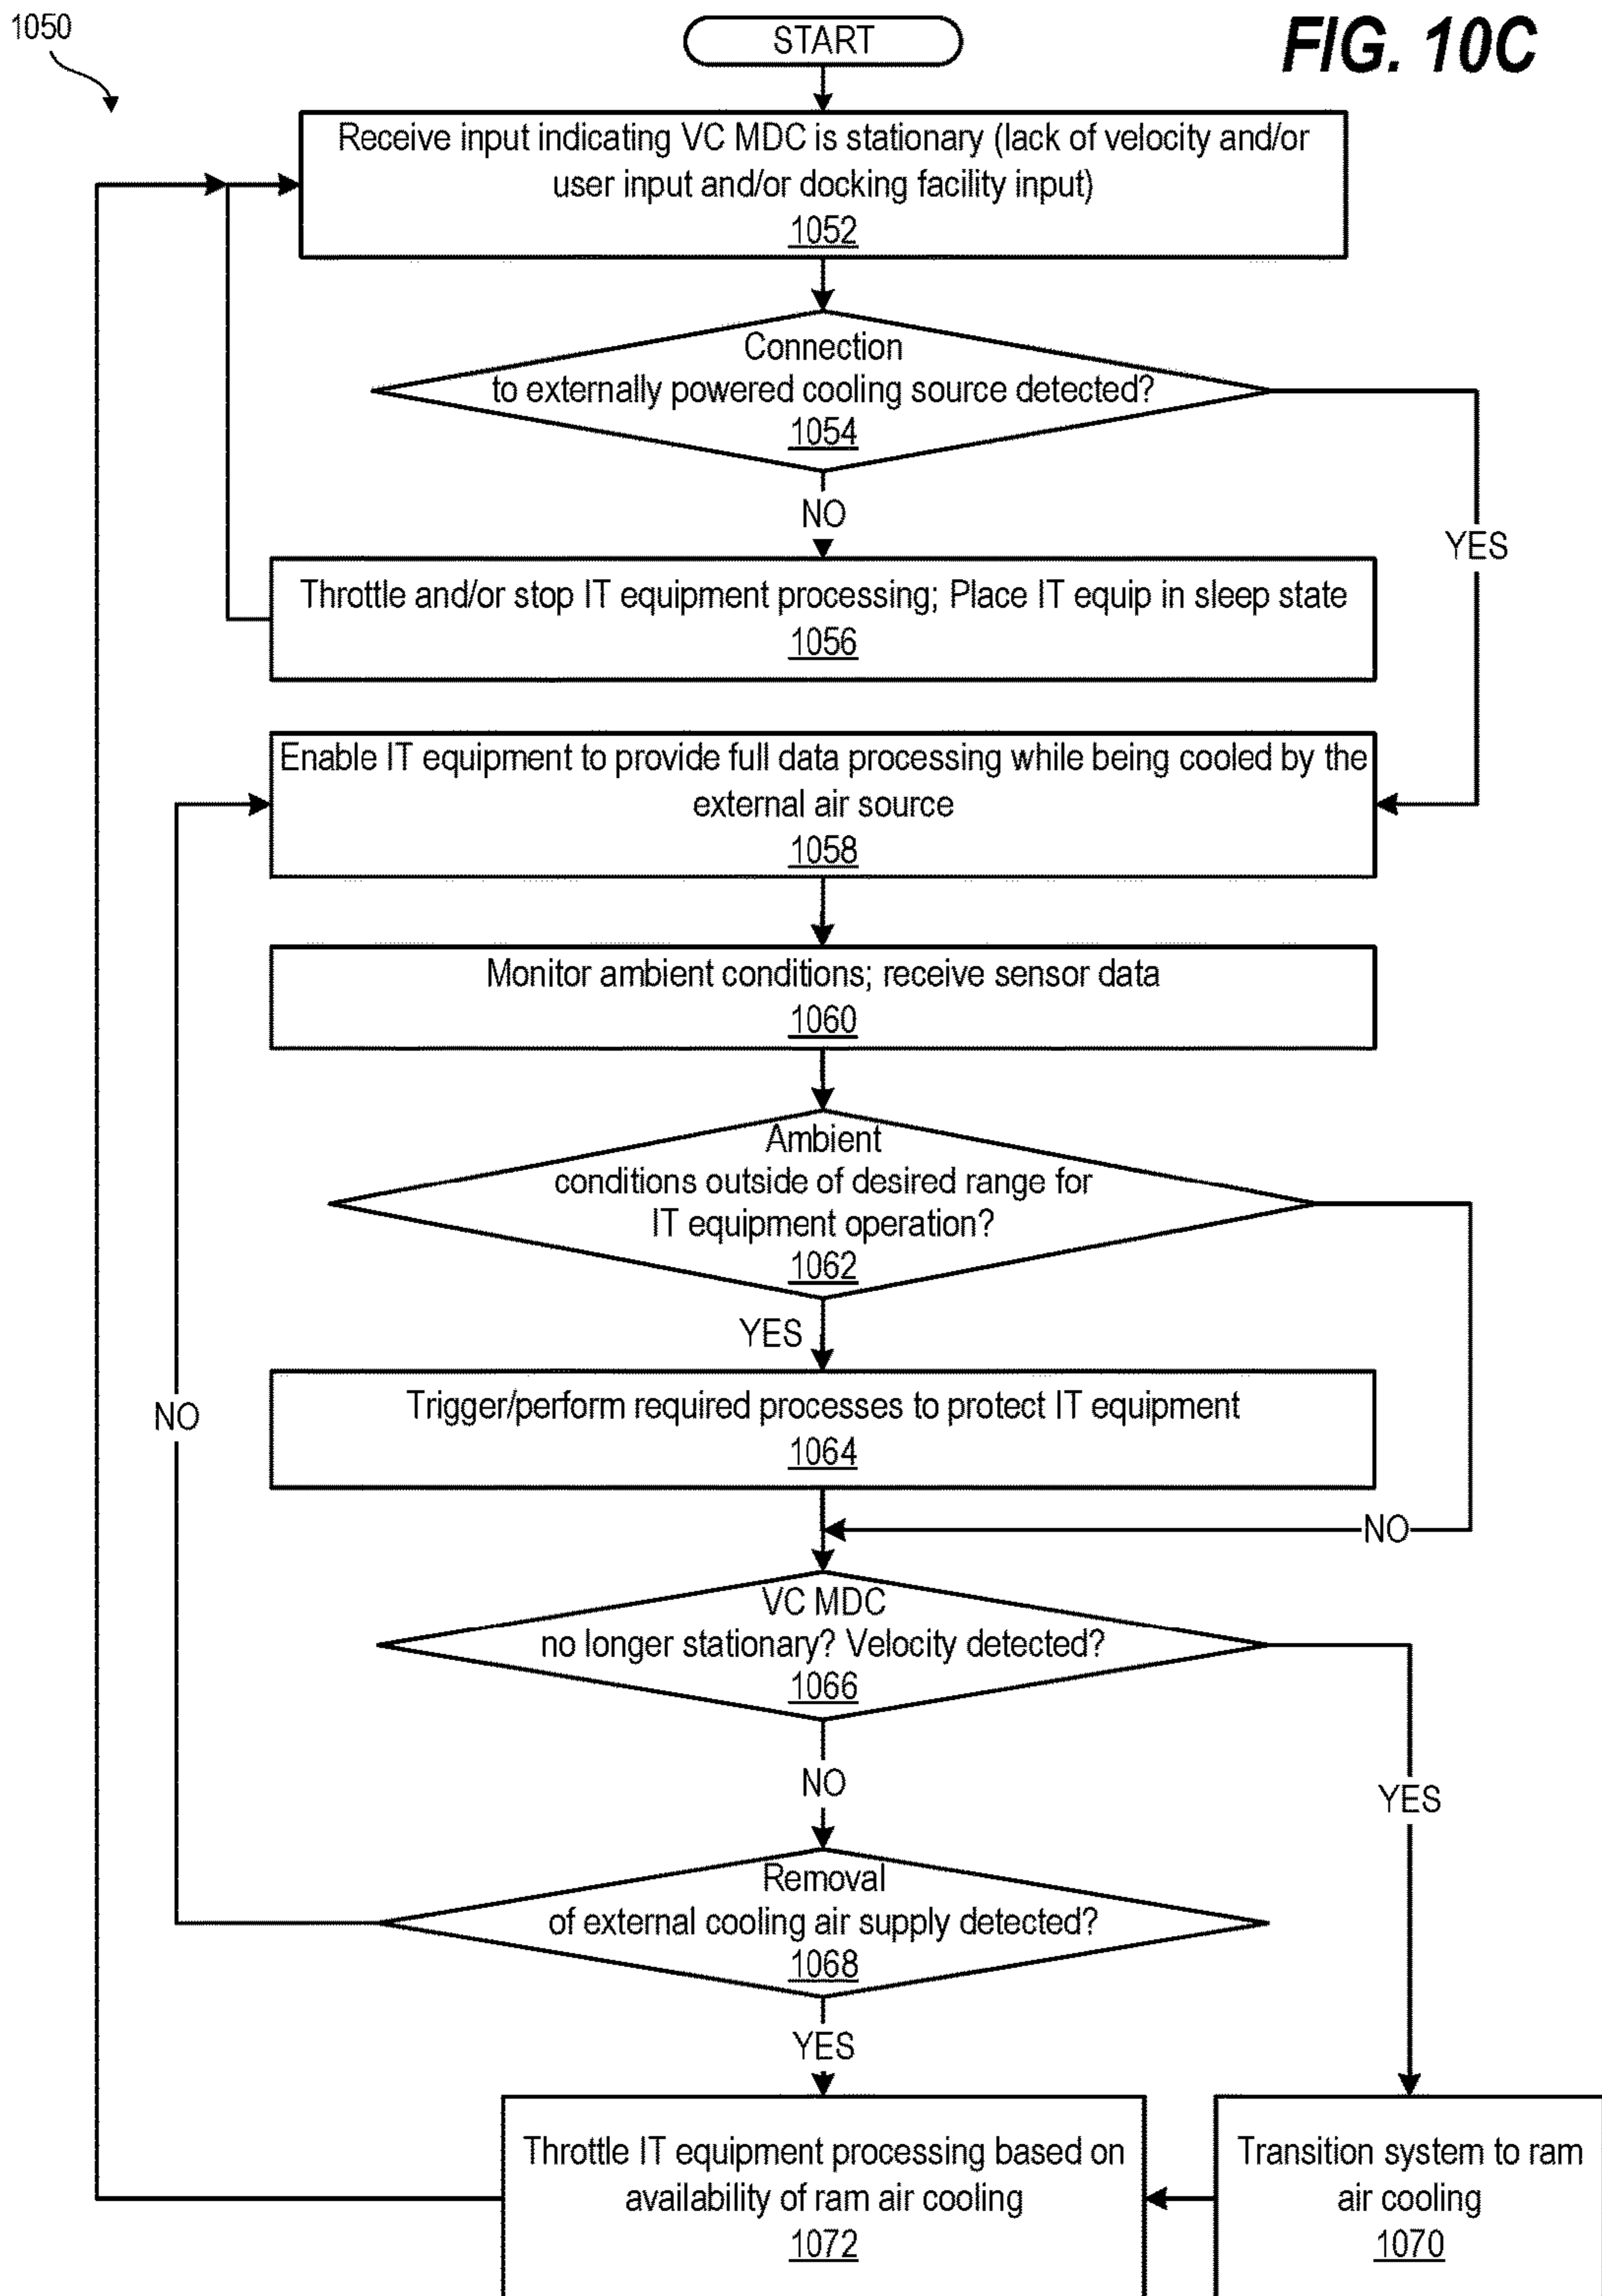 1050
START
FIG. 10C
Receive input indicating VC MDC is stationary (lack of velocity and/or
user input and/or docking facility input)
1052
Connection
to externally powered cooling source detected?
1054
NO
YES
Throttle and/or stop IT equipment processing; Place IT equip in sleep state
1056
Enable IT equipment to provide full data processing while being cooled by the
external air source
1058
Monitor ambient conditions; receive sensor data
1060
Ambient
conditions outside of desired range for
IT equipment operation?
1062
YES
Trigger/perform required processes to protect IT equipment
1064
NO
NO
VC MDC
no longer stationary? Velocity detected?
1066
NO
YES
Removal
of external cooling air supply detected?
1068
YES
Throttle IT equipment processing based on
availability of ram air cooling
1072
Transition system to ram
air cooling
1070